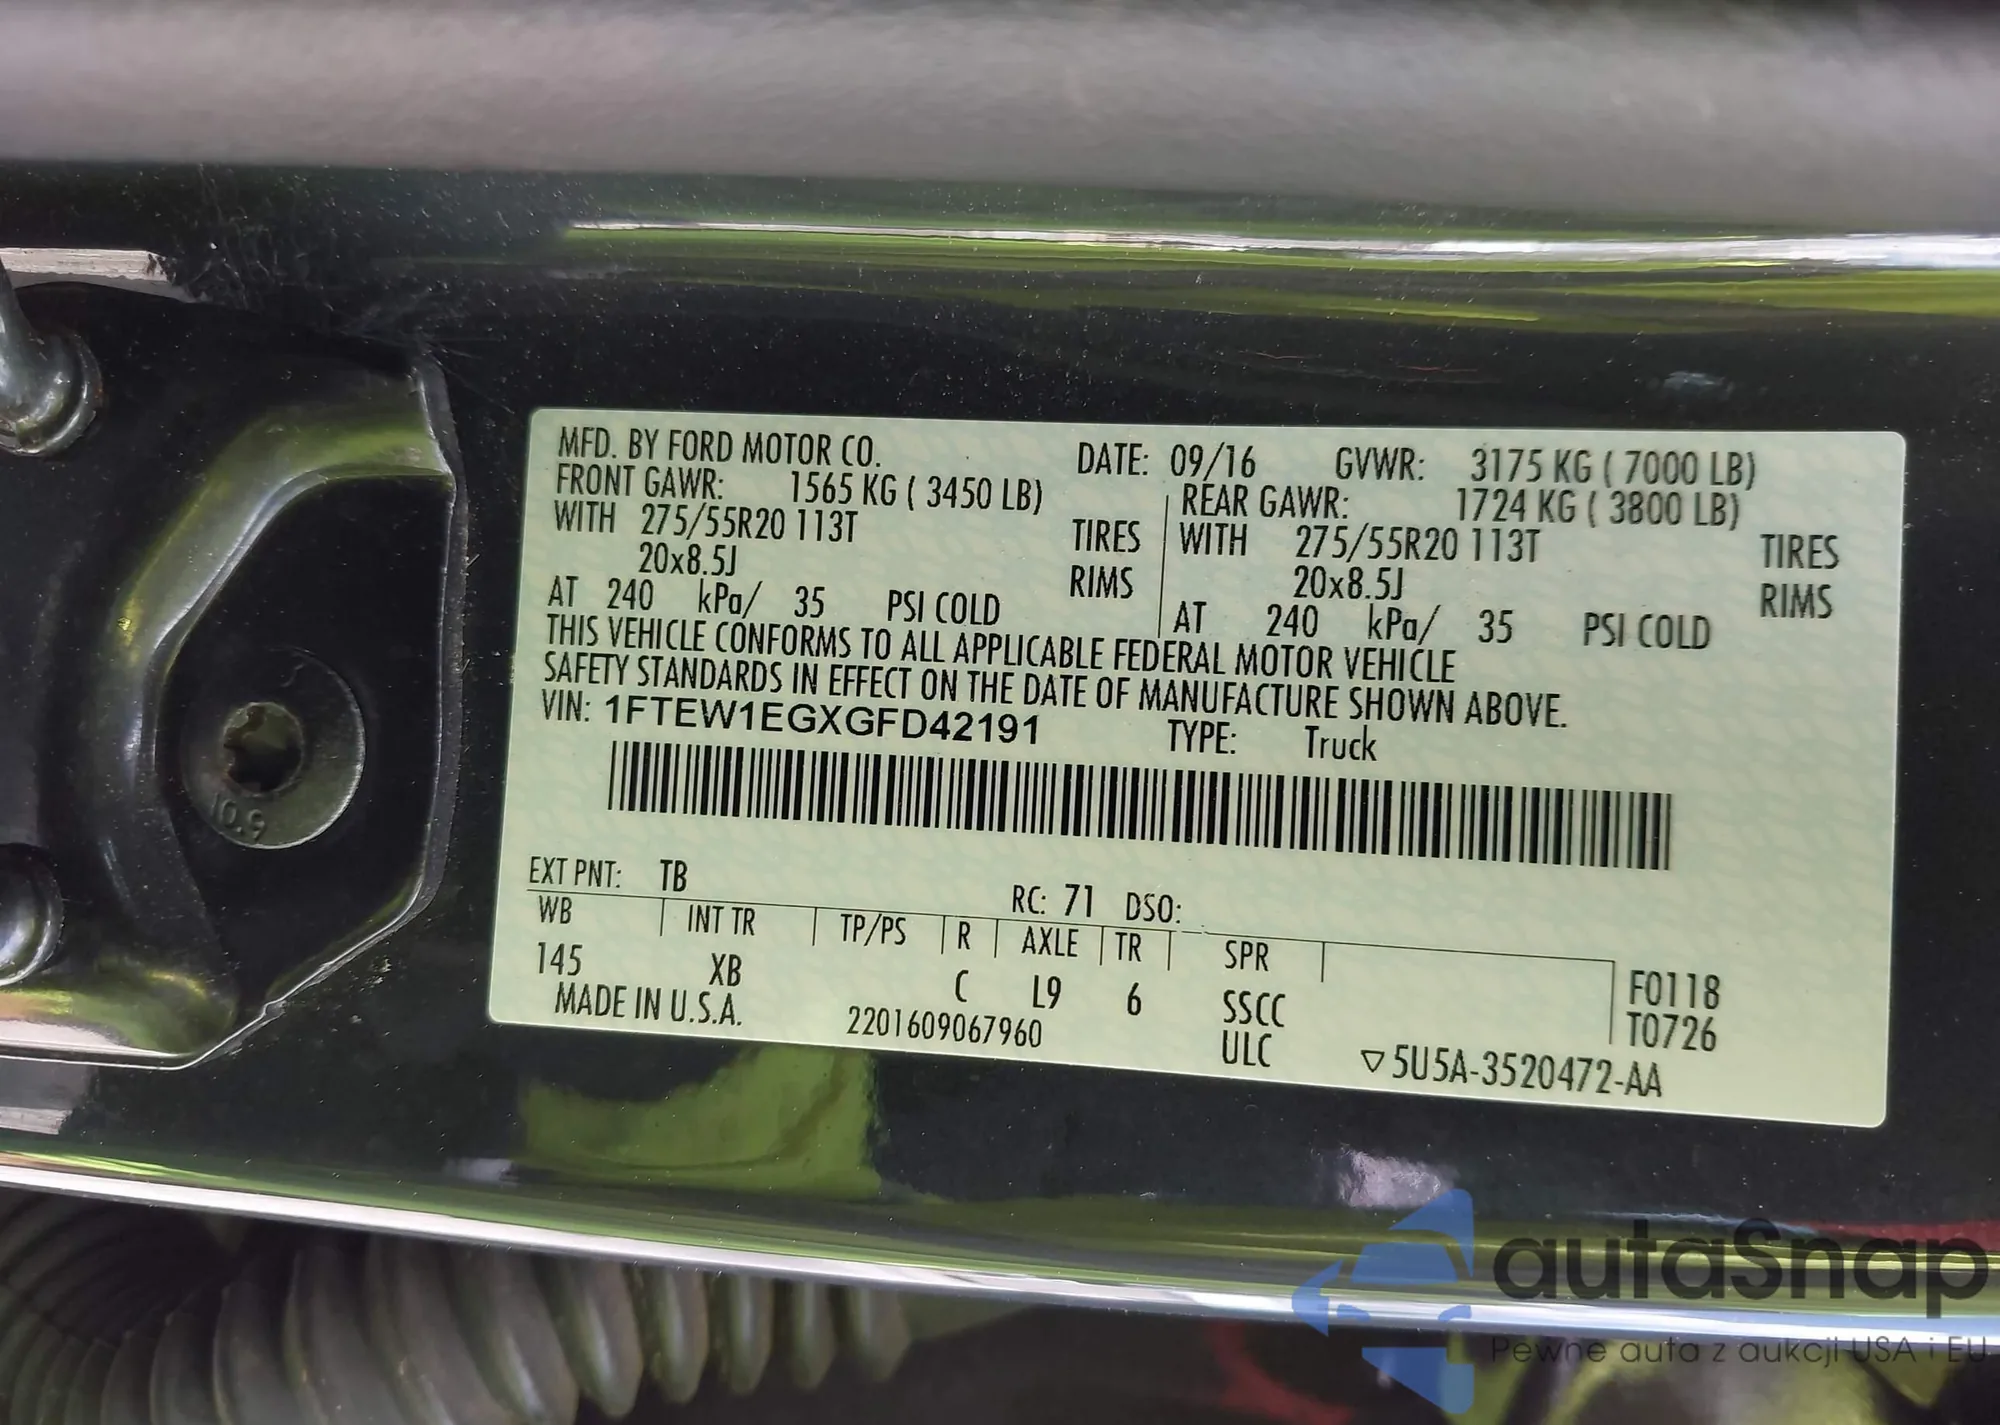 MFD. BY FORD MOTOR CO. DATE: 09/16 GVWR: 3175 KG ( 7000 LB)
FRONT GAWR: 1565 KG ( 3450 LB) REAR GAWR: 1724 KG ( 3800 LB)
WITH 275/55R20 113T TIRES WITH 275/55R20 113T TIRES
20x8.5J RIMS 20x8.5J RIMS
AT 240 kPa/ 35 PSI COLD AT 240 kPa/ 35 PSI COLD
THIS VEHICLE CONFORMS TO ALL APPLICABLE FEDERAL MOTOR VEHICLE
SAFETY STANDARDS IN EFFECT ON THE DATE OF MANUFACTURE SHOWN ABOVE.
VIN: 1FTEW1EGXGFD42191 TYPE: Truck
EXT PNT: TB RC: 71 DSO:
WB INT TR TP/PS R AXLE TR SPR
145 XB C L9 6 SSCC F0118
MADE IN U.S.A. 2201609067960 ULC T0726
▽5U5A-3520472-AA
10.9
autaSnap
Pewne auta z aukcji USA i EU